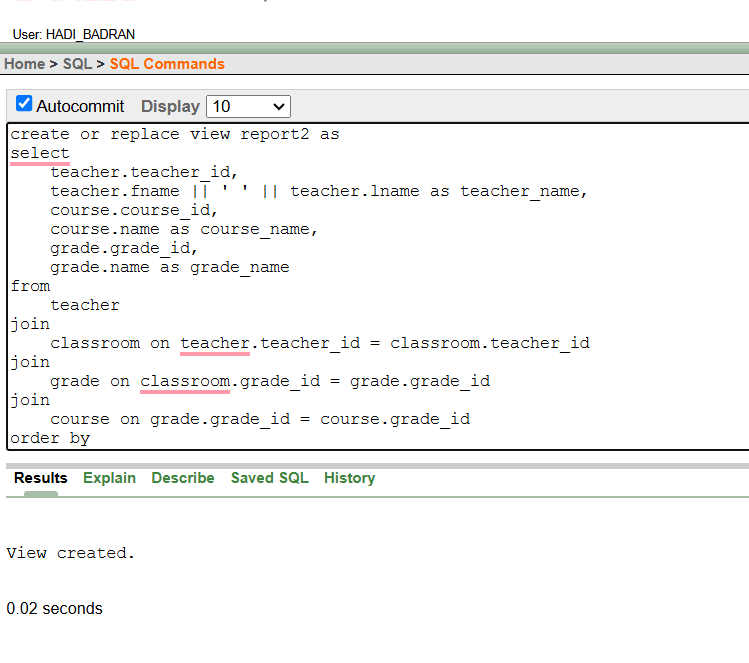 User: HADI_BADRAN
Home > SQL > SQL Commands
Autocommit Display 10
create or replace view report2 as
select
    teacher.teacher_id,
    teacher.fname || ' ' || teacher.lname as teacher_name,
    course.course_id,
    course.name as course_name,
    grade.grade_id,
    grade.name as grade_name
from
    teacher
join
    classroom on teacher.teacher_id = classroom.teacher_id
join
    grade on classroom.grade_id = grade.grade_id
join
    course on grade.grade_id = course.grade_id
order by
Results Explain Describe Saved SQL History
View created.
0.02 seconds